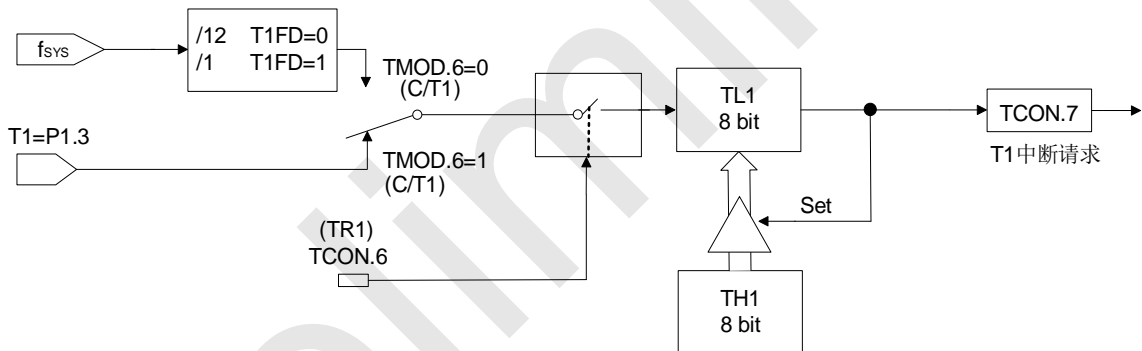 fSYS
/12 T1FD=0
/1 T1FD=1
TMOD.6=0
(C/T1)
T1=P1.3
TMOD.6=1
(C/T1)
(TR1)
TCON.6
TL1
8 bit
TCON.7
T1中断请求
Set
TH1
8 bit